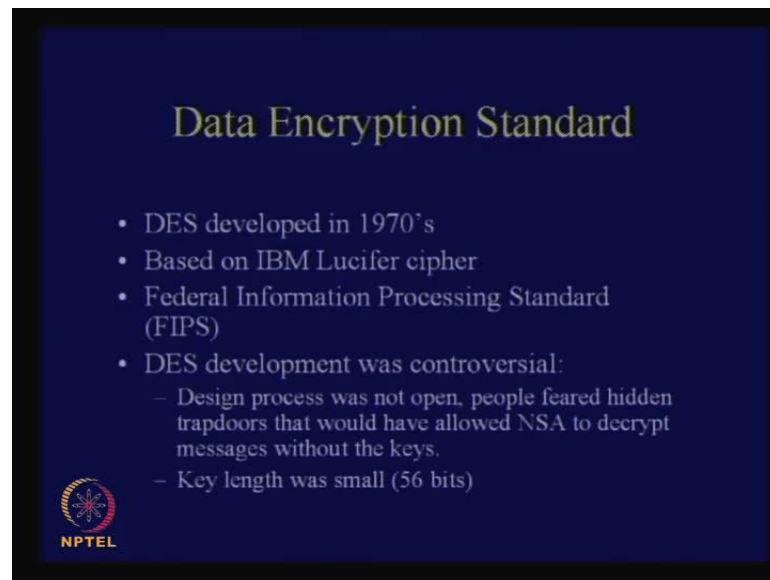 Data Encryption Standard
• DES developed in 1970's
• Based on IBM Lucifer cipher
• Federal Information Processing Standard
(FIPS)
• DES development was controversial:
– Design process was not open, people feared hidden
trapdoors that would have allowed NSA to decrypt
messages without the keys.
– Key length was small (56 bits)
NPTEL